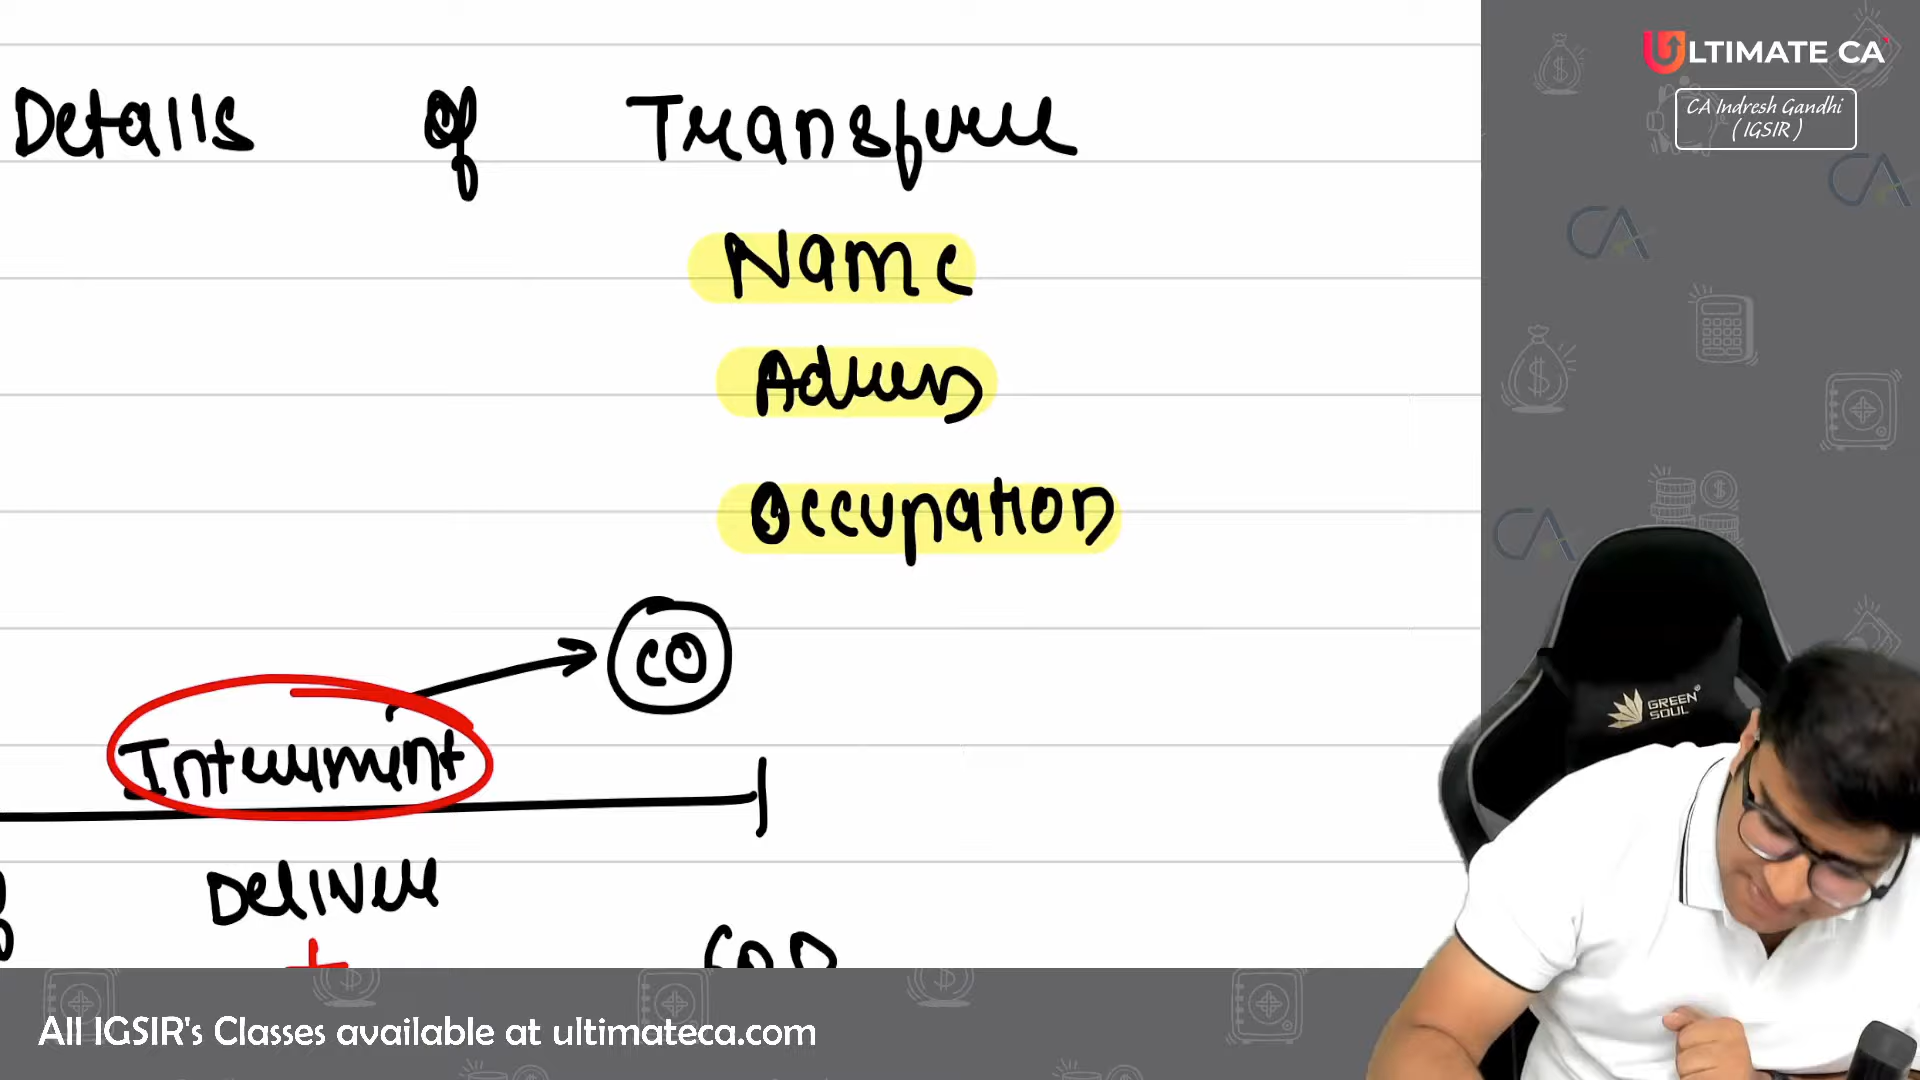 ULTIMATE CA
CA Indresh Gandhi
(IGSIR)
Details of Transferee
Name
Address
Occupation
CO
Interument
Deliver
+
GREEN SOUL
All IGSIR's Classes available at ultimateca.com